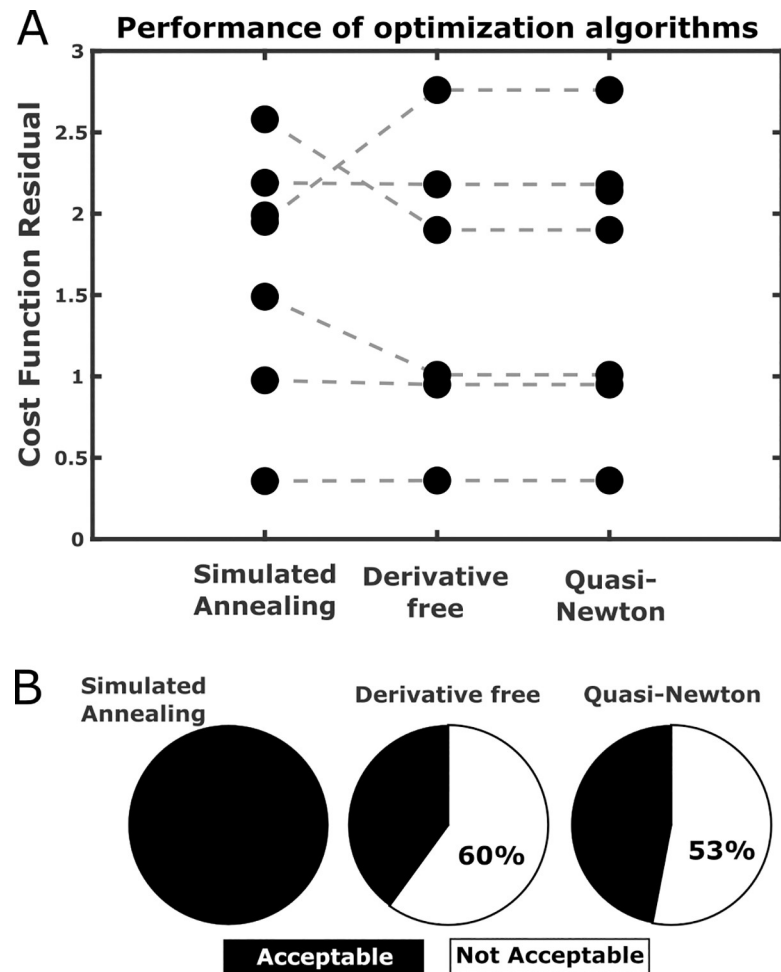 A
Performance of optimization algorithms
Cost Function Residual
3
2.5
2
1.5
1
0.5
0
Simulated
Annealing
Derivative
free
Quasi-
Newton
B
Simulated
Annealing
Derivative free
Quasi-Newton
60%
53%
Acceptable
Not Acceptable